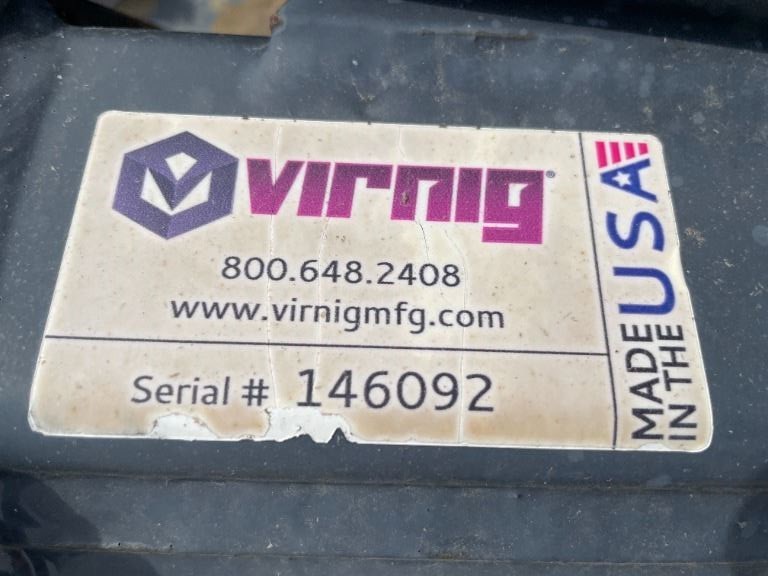 virnig®
800.648.2408
www.virnigmfg.com
Serial # 146092
MADE
IN THE
USA